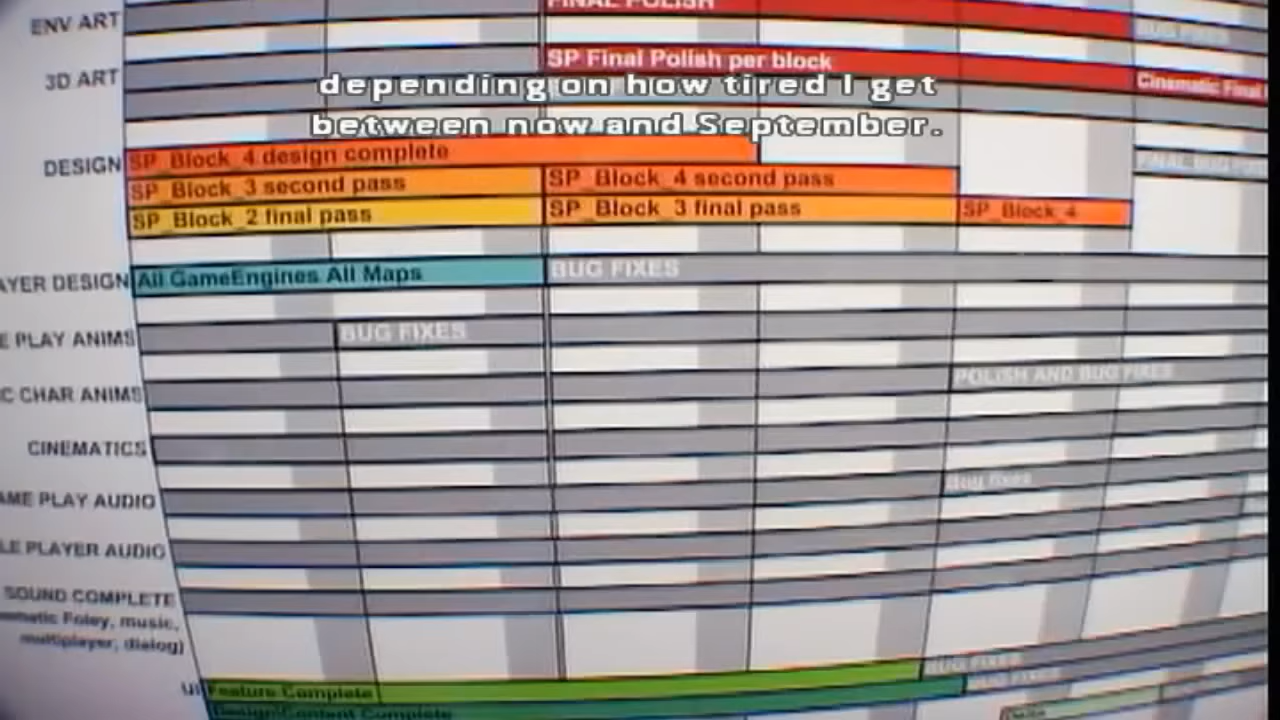 FINAL POLISH
ENV ART
BUG FIXES
SP Final Polish per block
3D ART
Cinematic Final
depending on how tired I get
between now and September.
DESIGN
SP_Block_4 design complete
SP_Block_3 second pass
SP_Block_4 second pass
SP_Block_2 final pass
SP_Block_3 final pass
SP_Block_4
AYER DESIGN
All GameEngines All Maps
BUG FIXES
E PLAY ANIMS
BUG FIXES
C CHAR ANIMS
POLISH AND BUG FIXES
CINEMATICS
AME PLAY AUDIO
Bug fixes
LE PLAYER AUDIO
SOUND COMPLETE
ematic Foley, music,
multiplayer, dialog)
UI
Feature Complete
BUG FIXES
Design/Content Complete
BUG FIXES